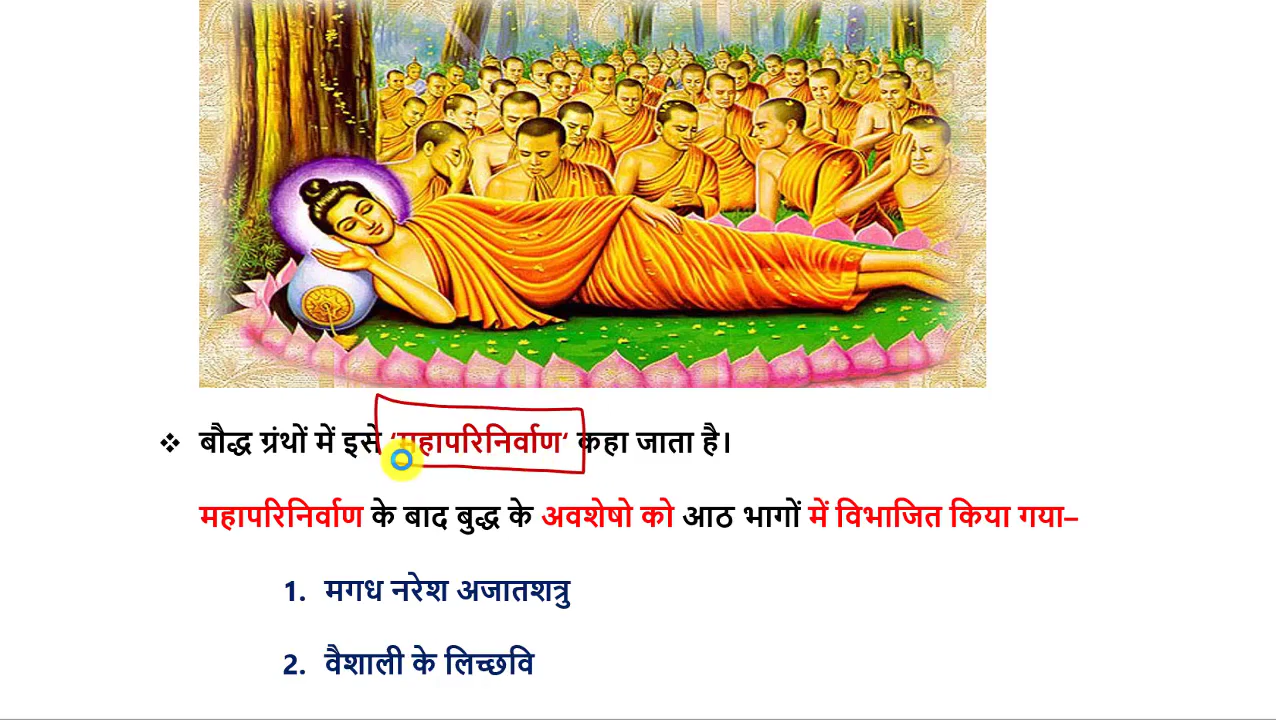 ❖ बौद्ध ग्रंथों में इसे ‘महापरिनिर्वाण‘ कहा जाता है।
महापरिनिर्वाण के बाद बुद्ध के अवशेषो को आठ भागों में विभाजित किया गया–
1. मगध नरेश अजातशत्रु
2. वैशाली के लिच्छवि